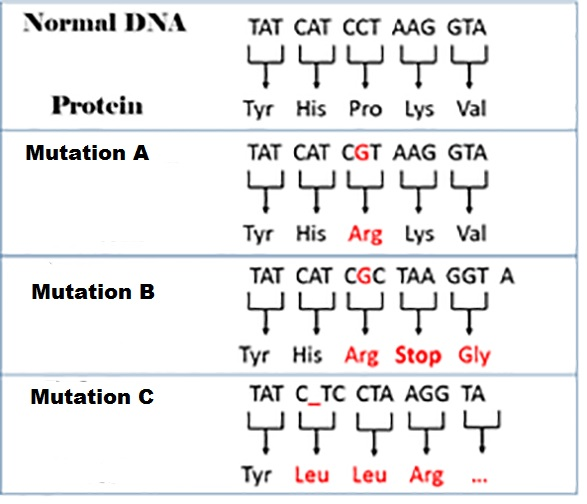 Normal DNA TAT CAT CCT AAG GTA
Protein Tyr His Pro Lys Val
Mutation A TAT CAT CGT AAG GTA
Tyr His Arg Lys Val
Mutation B TAT CAT CGC TAA GGT A
Tyr His Arg Stop Gly
Mutation C TAT C_TC CTA AGG TA
Tyr Leu Leu Arg ...